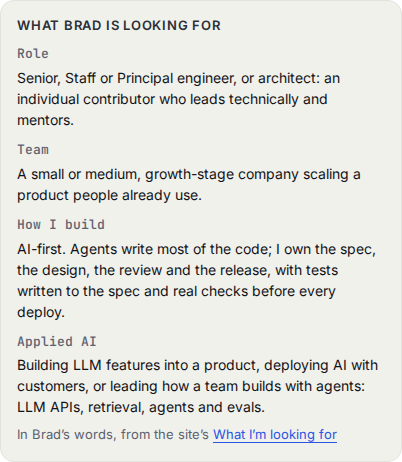 WHAT BRAD IS LOOKING FOR
Role
Senior, Staff or Principal engineer, or architect: an
individual contributor who leads technically and
mentors.
Team
A small or medium, growth-stage company scaling a
product people already use.
How I build
AI-first. Agents write most of the code; I own the spec,
the design, the review and the release, with tests
written to the spec and real checks before every
deploy.
Applied AI
Building LLM features into a product, deploying AI with
customers, or leading how a team builds with agents:
LLM APIs, retrieval, agents and evals.
In Brad’s words, from the site’s What I’m looking for